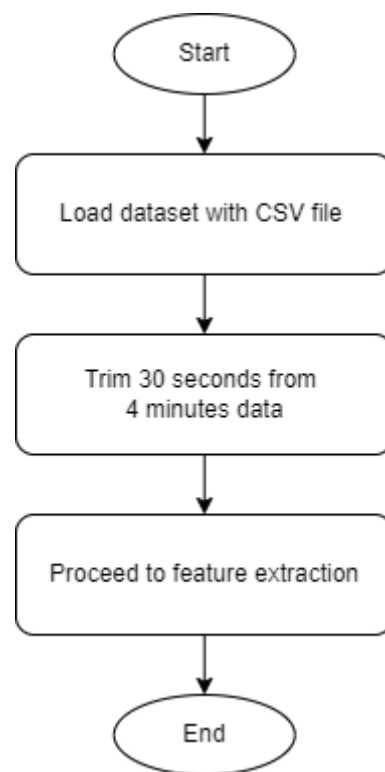 Start
Load dataset with CSV file
Trim 30 seconds from
4 minutes data
Proceed to feature extraction
End